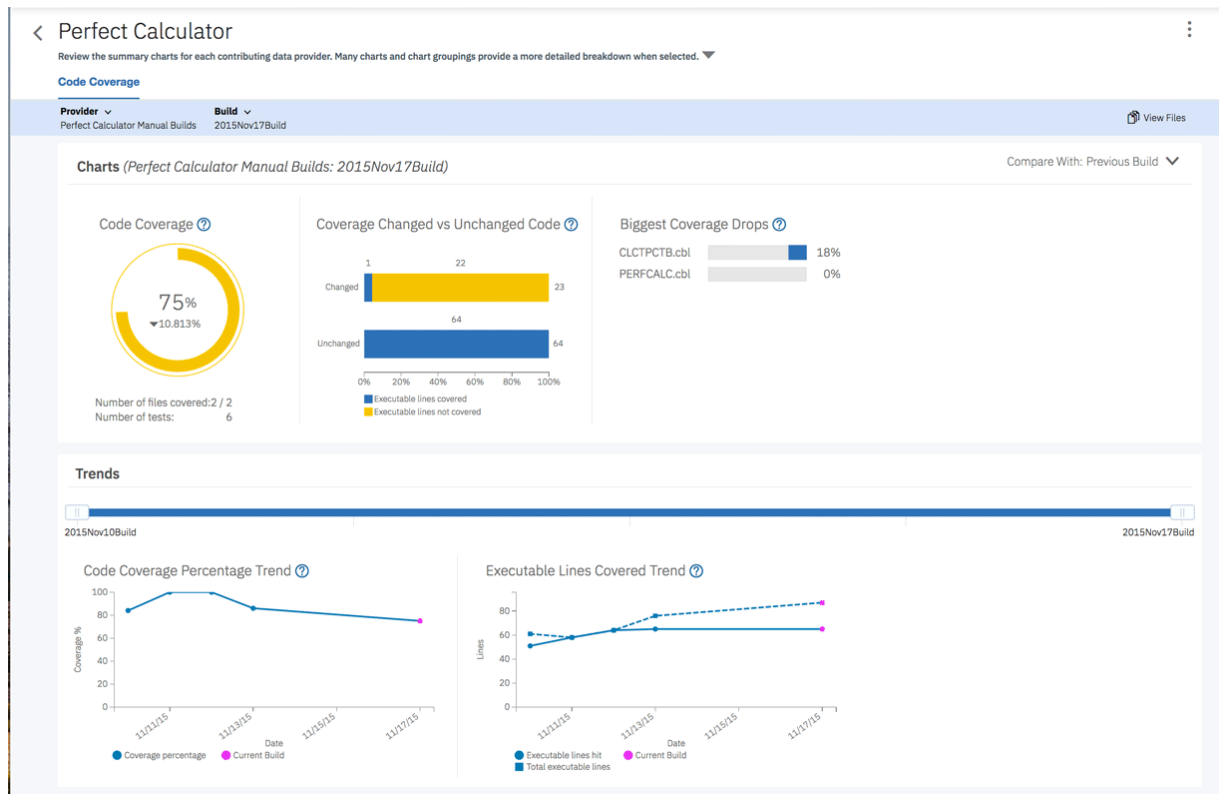 Perfect Calculator
Review the summary charts for each contributing data provider. Many charts and chart groupings provide a more detailed breakdown when selected.
Code Coverage
Provider Build
Perfect Calculator Manual Builds 2015Nov17Build
View Files
Charts (Perfect Calculator Manual Builds: 2015Nov17Build)
Compare With: Previous Build
Code Coverage ?
75%
10.813%
Number of files covered:2 / 2
Number of tests: 6
Coverage Changed vs Unchanged Code ?
1 22
Changed 23
64
Unchanged 64
0% 20% 40% 60% 80% 100%
Executable lines covered
Executable lines not covered
Biggest Coverage Drops ?
CLCTPCTB.cbl 18%
PERFCALC.cbl 0%
Trends
2015Nov10Build 2015Nov17Build
Code Coverage Percentage Trend ?
100
80
60
40
20
0
Coverage %
11/11/15 11/13/15 11/15/15 11/17/15
Date
Coverage percentage Current Build
Executable Lines Covered Trend ?
80
60
40
20
0
Lines
11/11/15 11/13/15 11/15/15 11/17/15
Date
Executable lines hit Current Build
Total executable lines